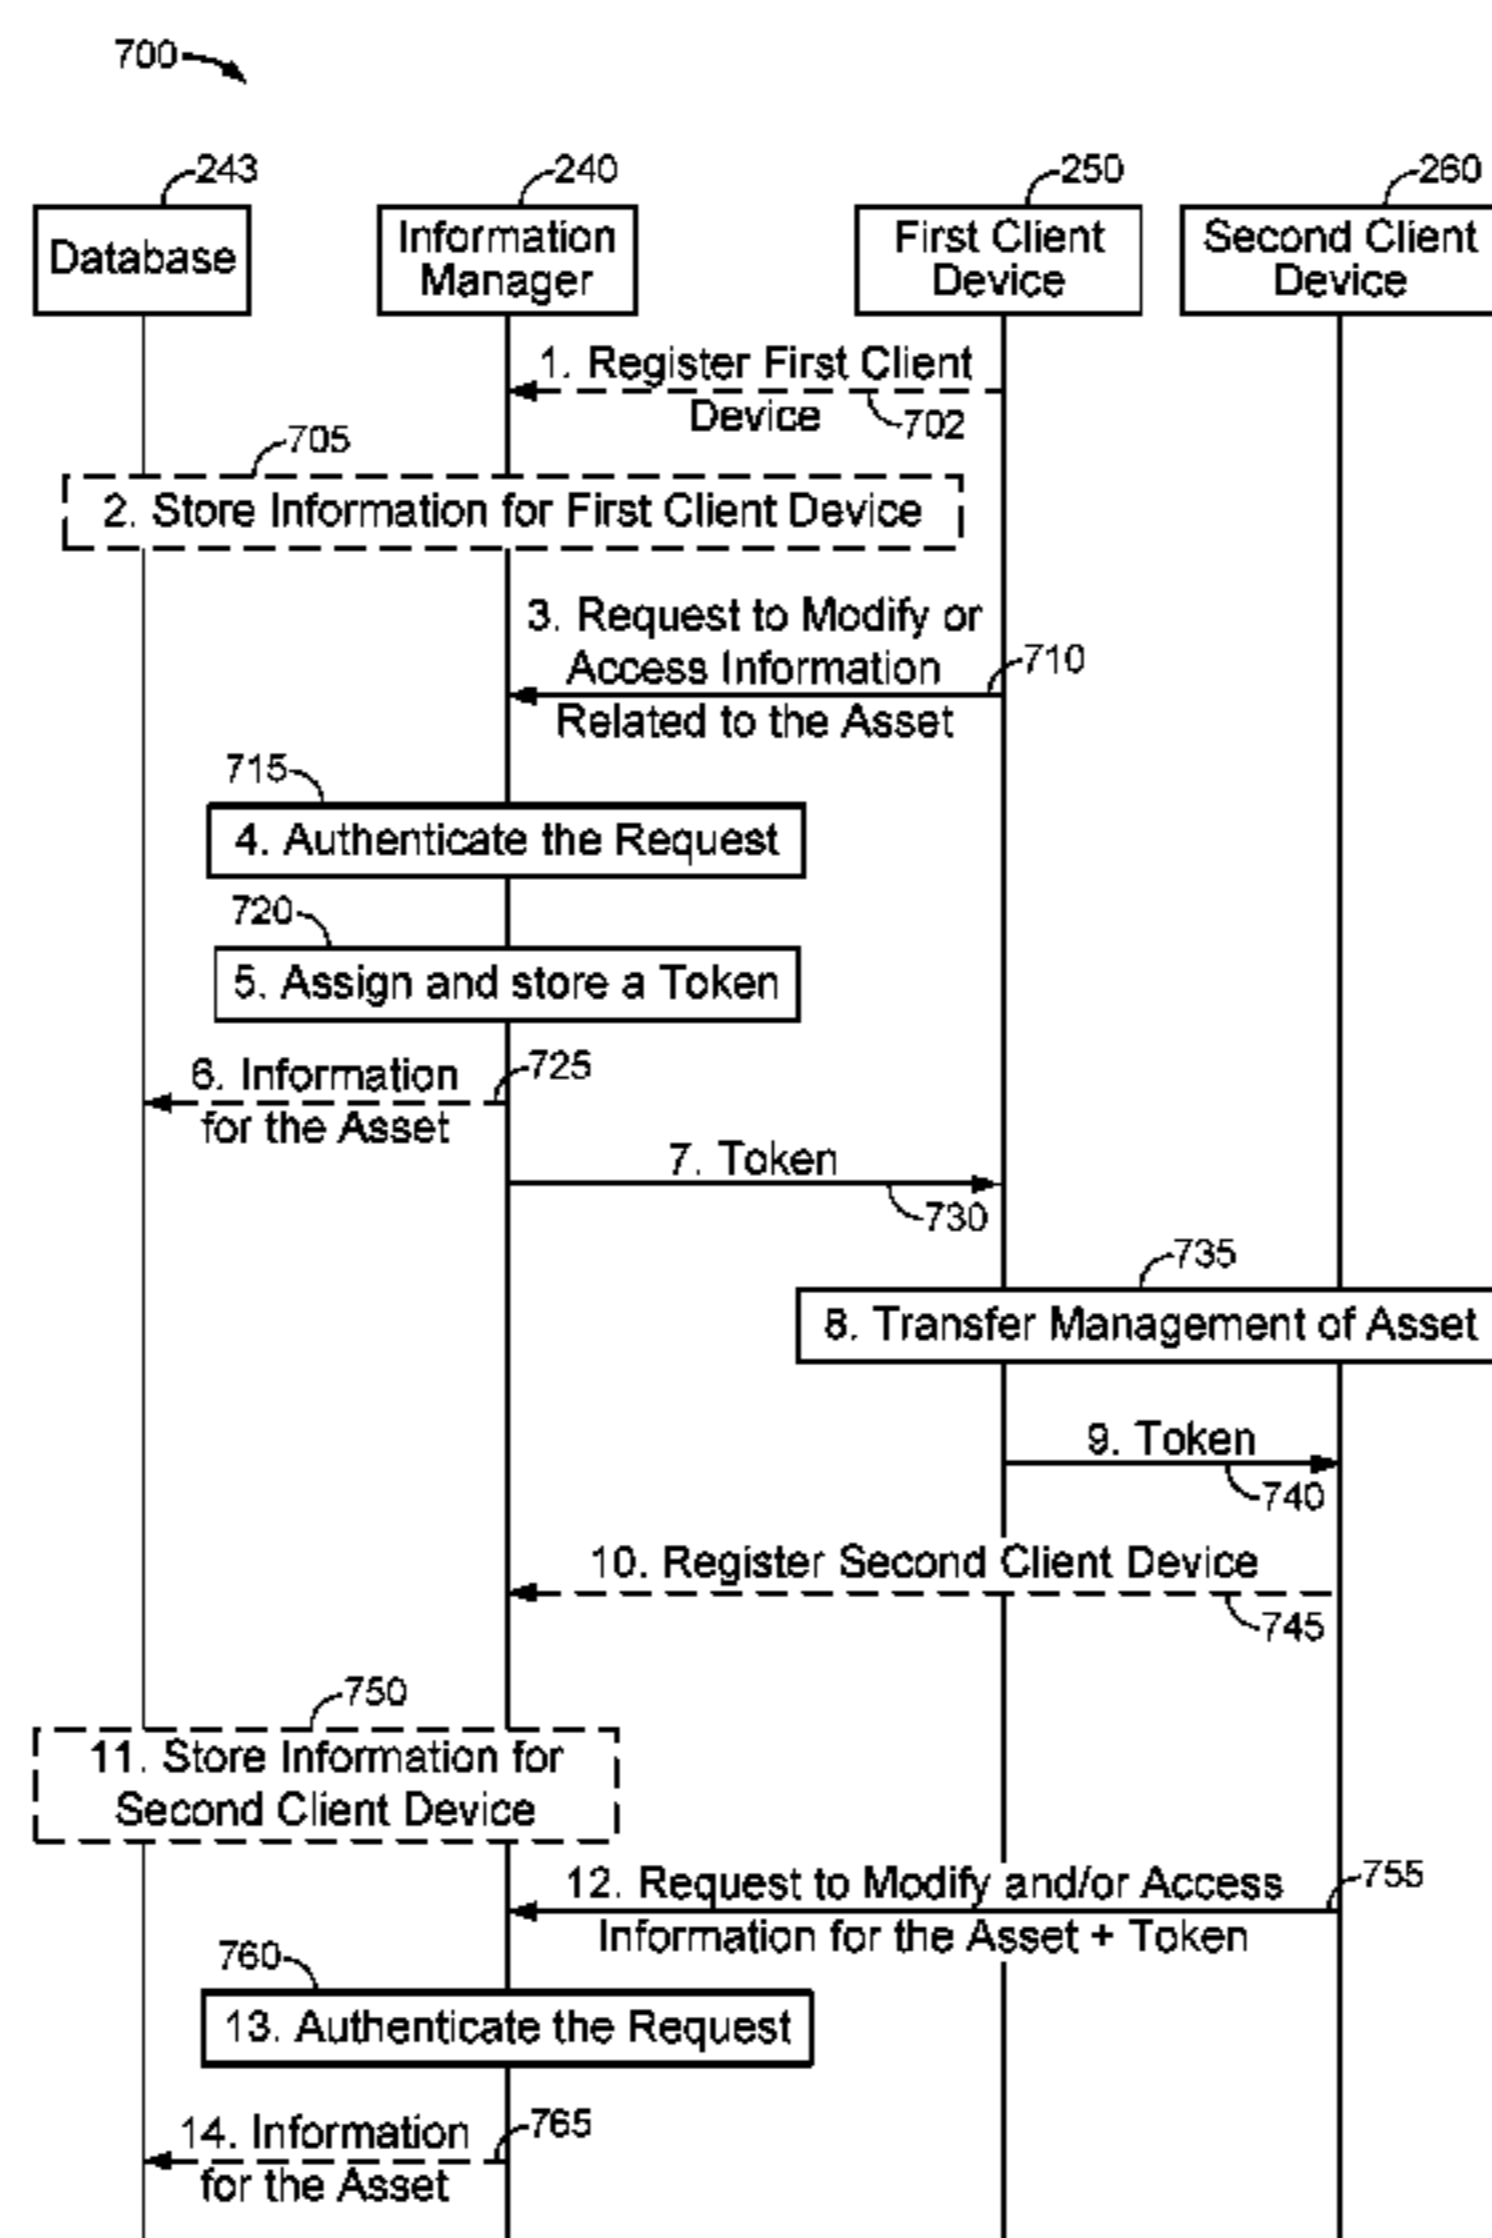 700
243
240
250
260
Database
Information
Manager
First Client
Device
Second Client
Device
1. Register First Client
Device
702
705
2. Store Information for First Client Device
3. Request to Modify or
Access Information
Related to the Asset
710
715
4. Authenticate the Request
720
5. Assign and store a Token
6. Information
for the Asset
725
7. Token
730
735
8. Transfer Management of Asset
9. Token
740
10. Register Second Client Device
745
750
11. Store Information for
Second Client Device
12. Request to Modify and/or Access
Information for the Asset + Token
755
760
13. Authenticate the Request
14. Information
for the Asset
765